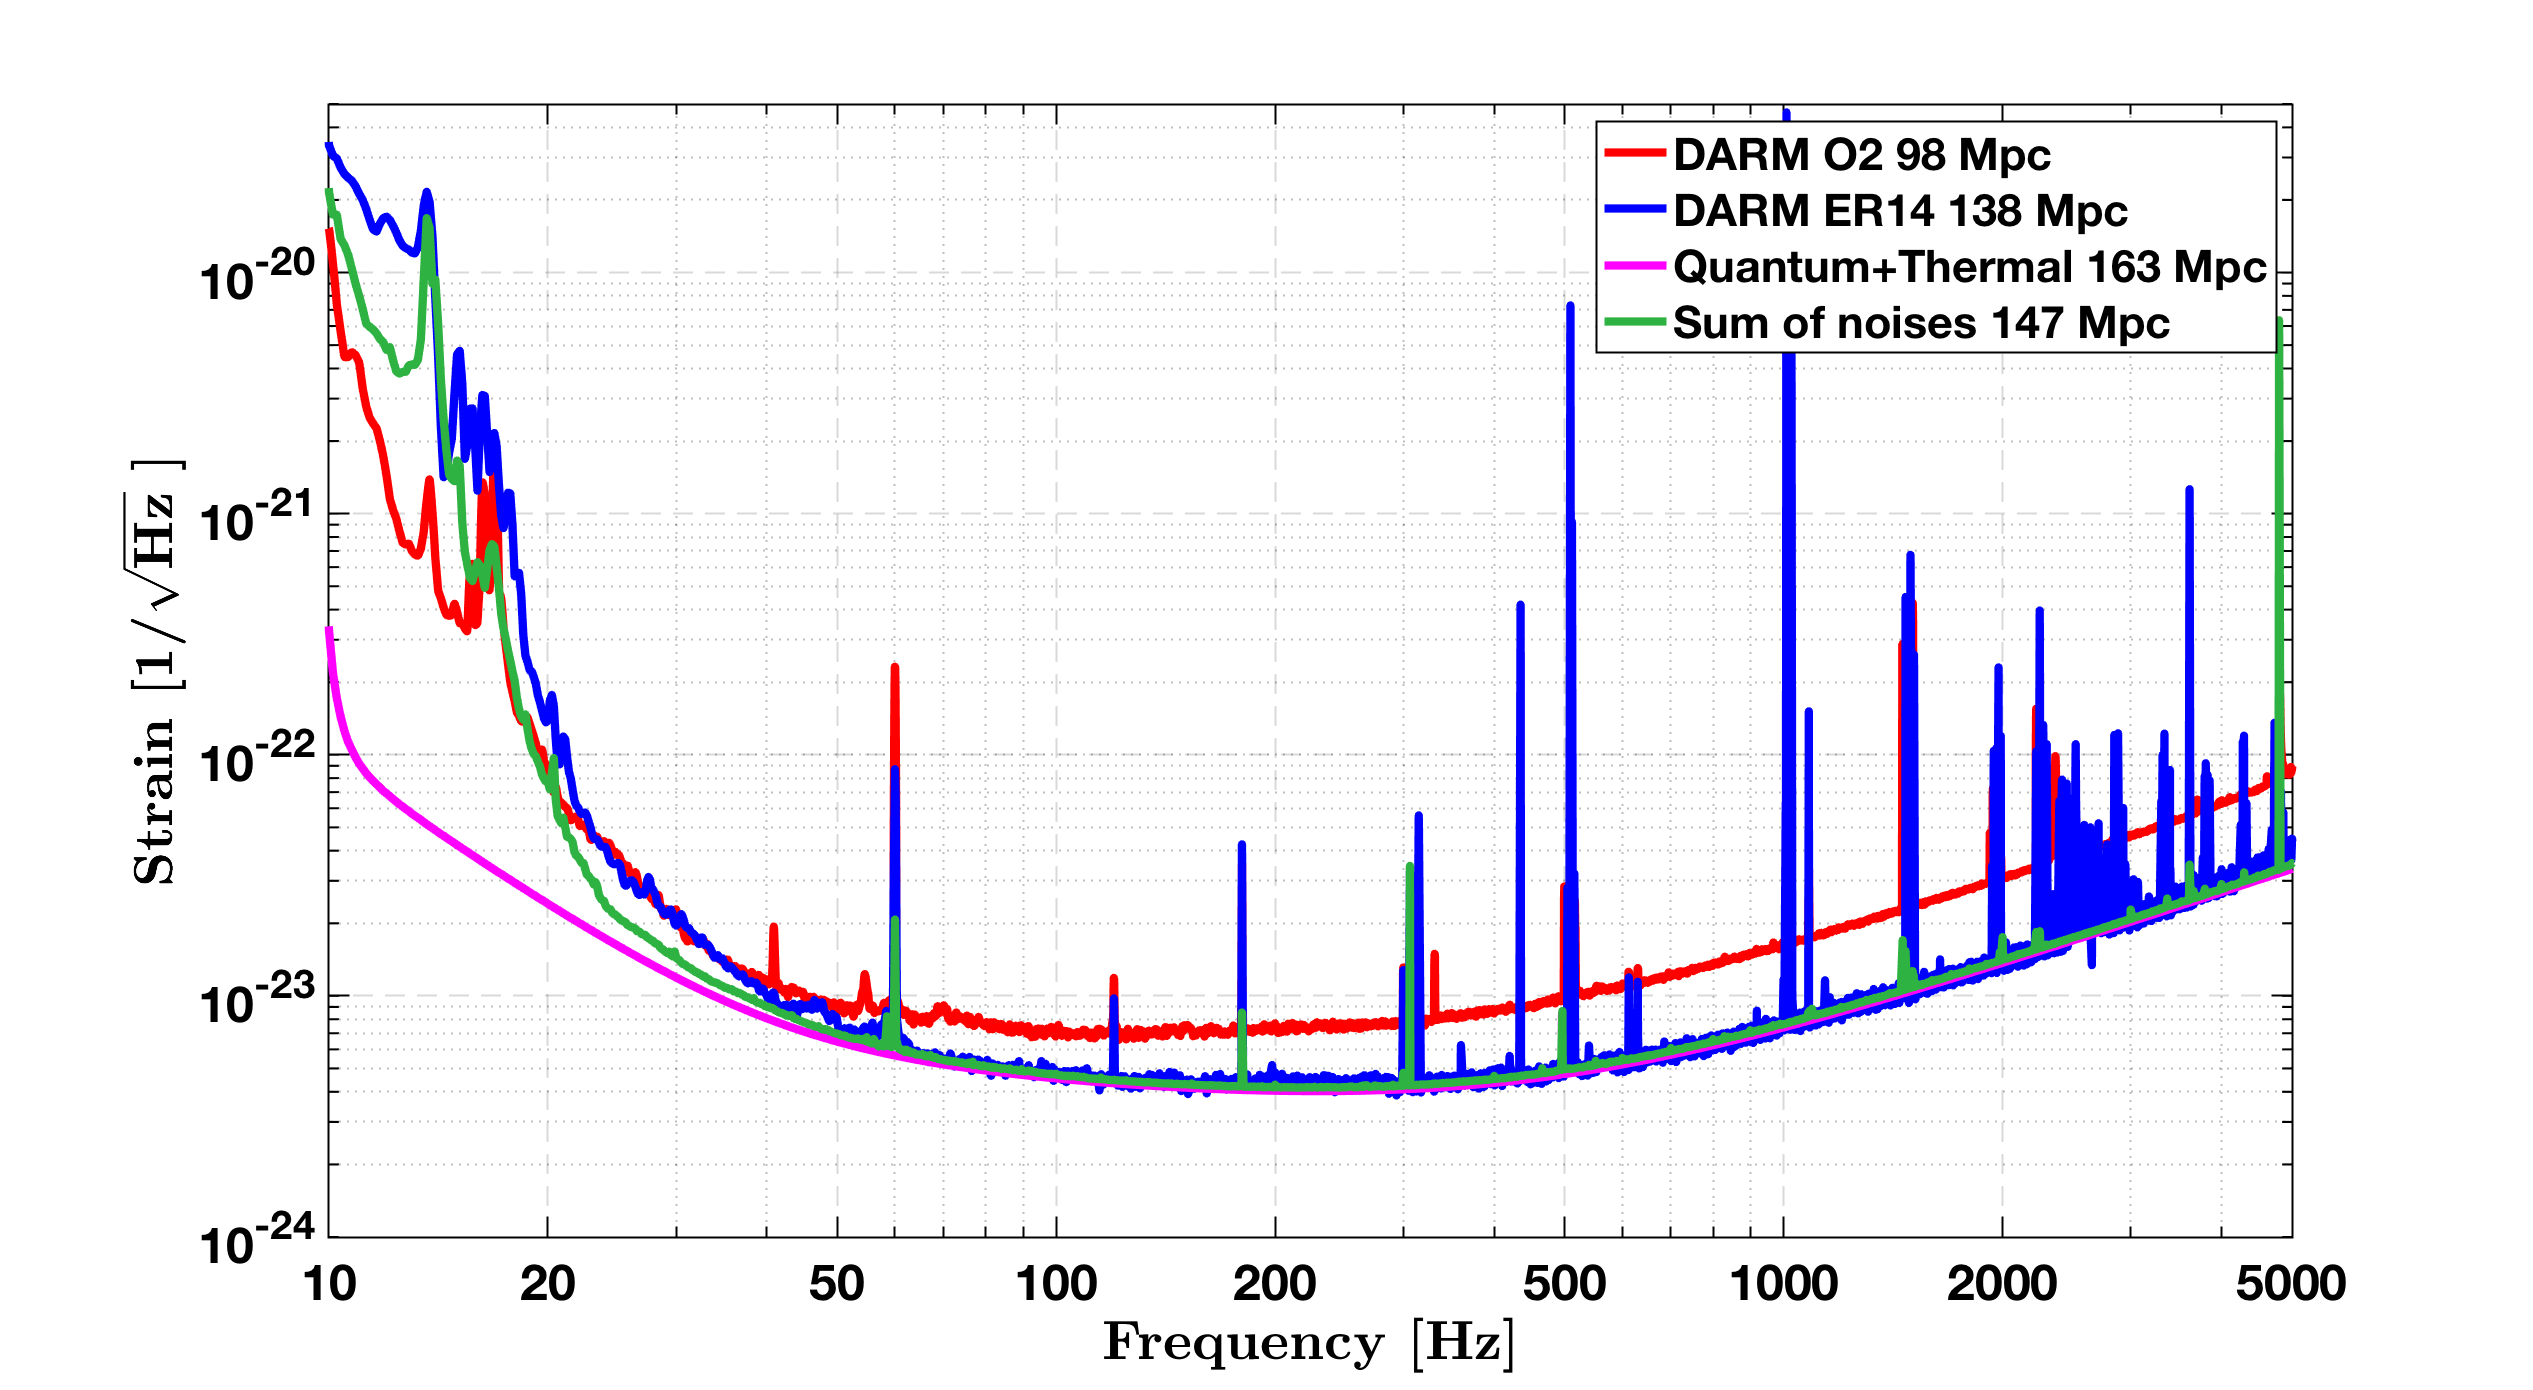 DARM O2 98 Mpc
DARM ER14 138 Mpc
Quantum+Thermal 163 Mpc
Sum of noises 147 Mpc
Strain [1/√Hz ]
10^-20
10^-21
10^-22
10^-23
10^-24
10 20 50 100 200 500 1000 2000 5000
Frequency [Hz]